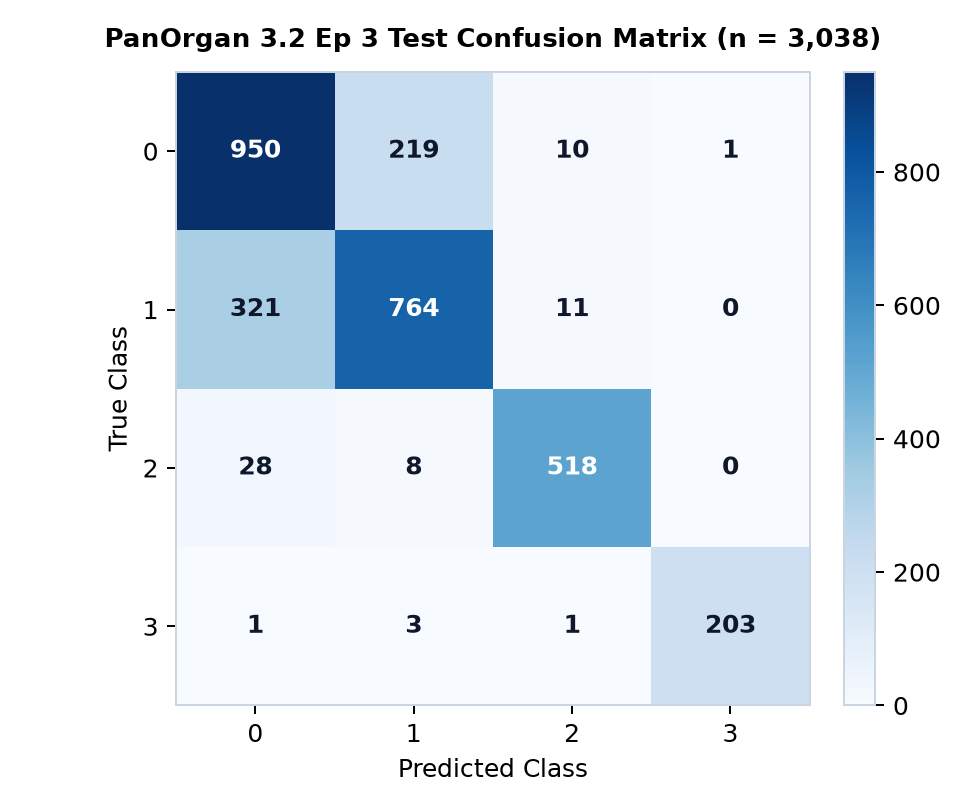 PanOrgan 3.2 Ep 3 Test Confusion Matrix (n = 3,038)
0 950 219 10 1
1 321 764 11 0
2 28 8 518 0
3 1 3 1 203
0 1 2 3
Predicted Class
True Class
800
600
400
200
0